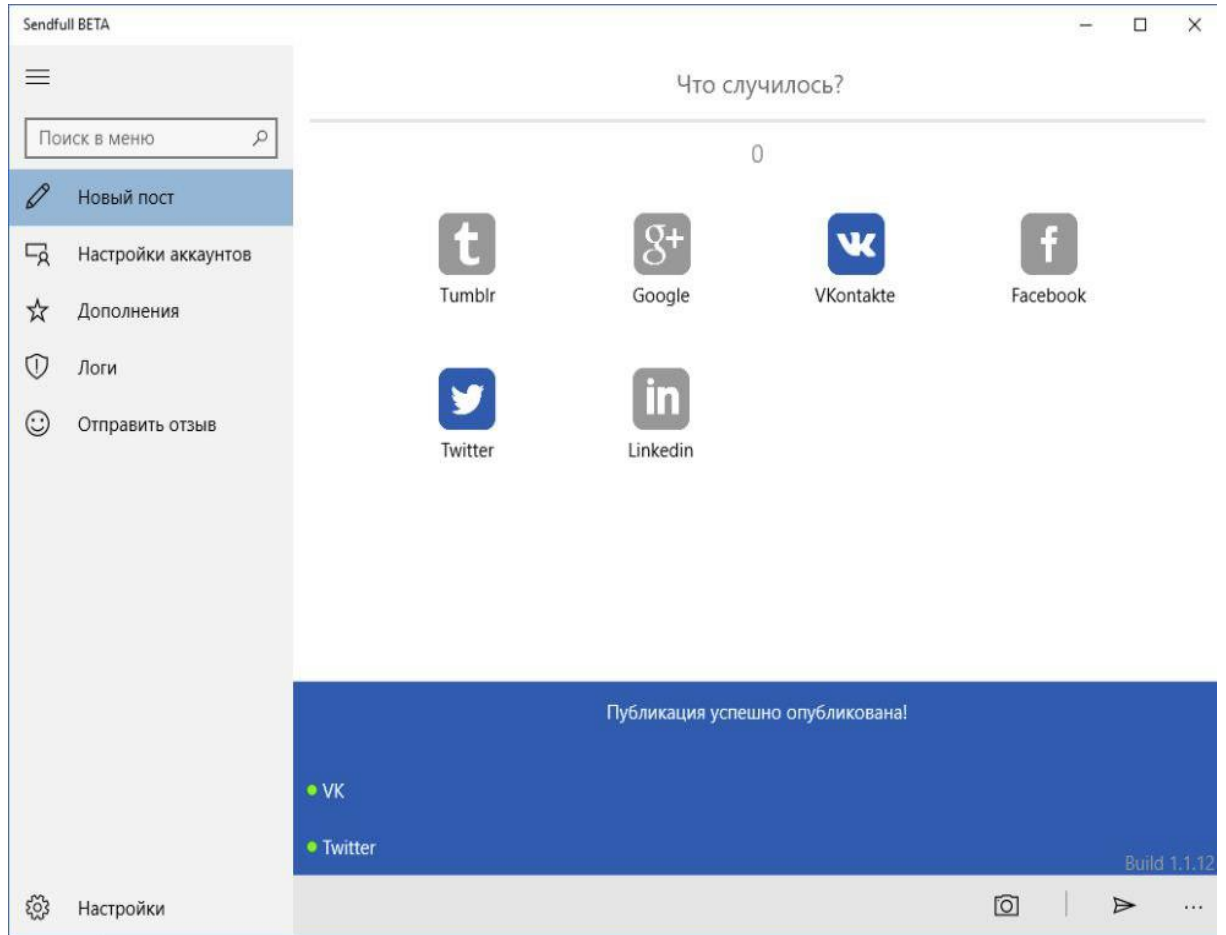 Sendfull BETA
Поиск в меню
Новый пост
Настройки аккаунтов
Дополнения
Логи
Отправить отзыв
Настройки
Что случилось?
0
Tumblr
Google
VKontakte
Facebook
Twitter
Linkedin
Публикация успешно опубликована!
VK
Twitter
Build 1.1.12